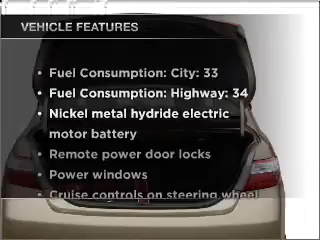 VEHICLE FEATURES
• Fuel Consumption: City: 33
• Fuel Consumption: Highway: 34
• Nickel metal hydride electric
motor battery
• Remote power door locks
• Power windows
• Cruise controls on steering wheel